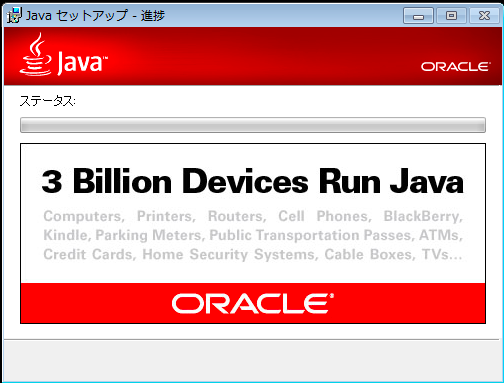 Java セットアップ - 進捗
Java™
ORACLE®
ステータス:
3 Billion Devices Run Java
Computers, Printers, Routers, Cell Phones, BlackBerry,
Kindle, Parking Meters, Public Transportation Passes, ATMs,
Credit Cards, Home Security Systems, Cable Boxes, TVs...
ORACLE®